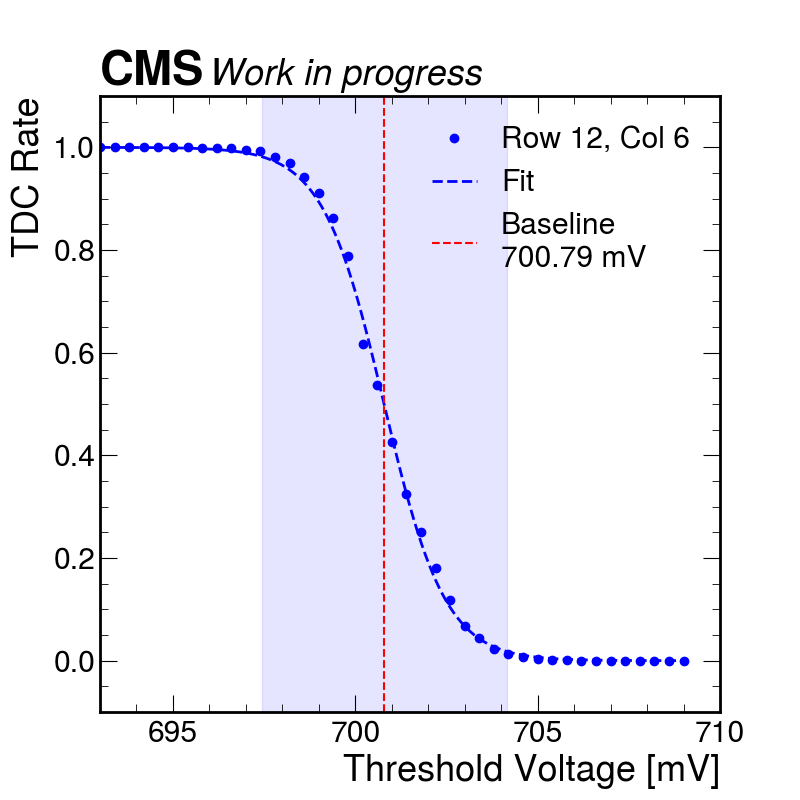 CMS Work in progress
TDC Rate
1.0
0.8
0.6
0.4
0.2
0.0
Row 12, Col 6
Fit
Baseline
700.79 mV
695
700
705
710
Threshold Voltage [mV]